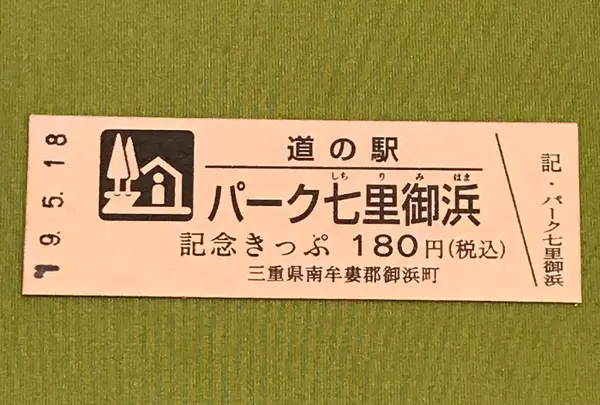 道の駅
しちりみはま
パーク七里御浜
記念きっぷ 180円(税込)
三重県南牟婁郡御浜町
9.5.18
記・パーク七里御浜